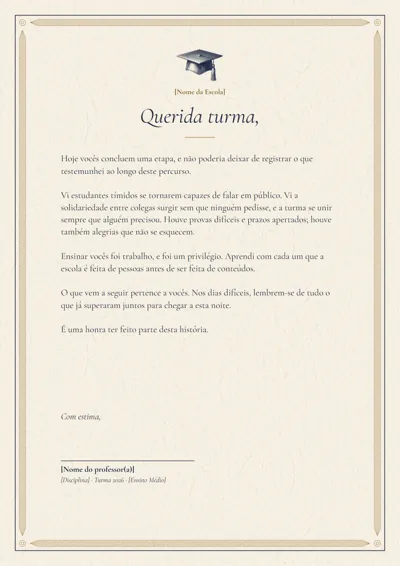 [Nome da Escola]
Querida turma,
Hoje vocês concluem uma etapa, e não poderia deixar de registrar o que
testemunhei ao longo deste percurso.
Vi estudantes tímidos se tornarem capazes de falar em público. Vi a
solidariedade entre colegas surgir sem que ninguém pedisse, e a turma se unir
sempre que alguém precisou. Houve provas difíceis e prazos apertados; houve
também alegrias que não se esquecem.
Ensinar vocês foi trabalho, e foi um privilégio. Aprendi com cada um que a
escola é feita de pessoas antes de ser feita de conteúdos.
O que vem a seguir pertence a vocês. Nos dias difíceis, lembrem-se de tudo o
que já superaram juntos para chegar a esta noite.
É uma honra ter feito parte desta história.
Com estima,
[Nome do professor(a)]
[Disciplina] · Turma 2026 · [Ensino Médio]